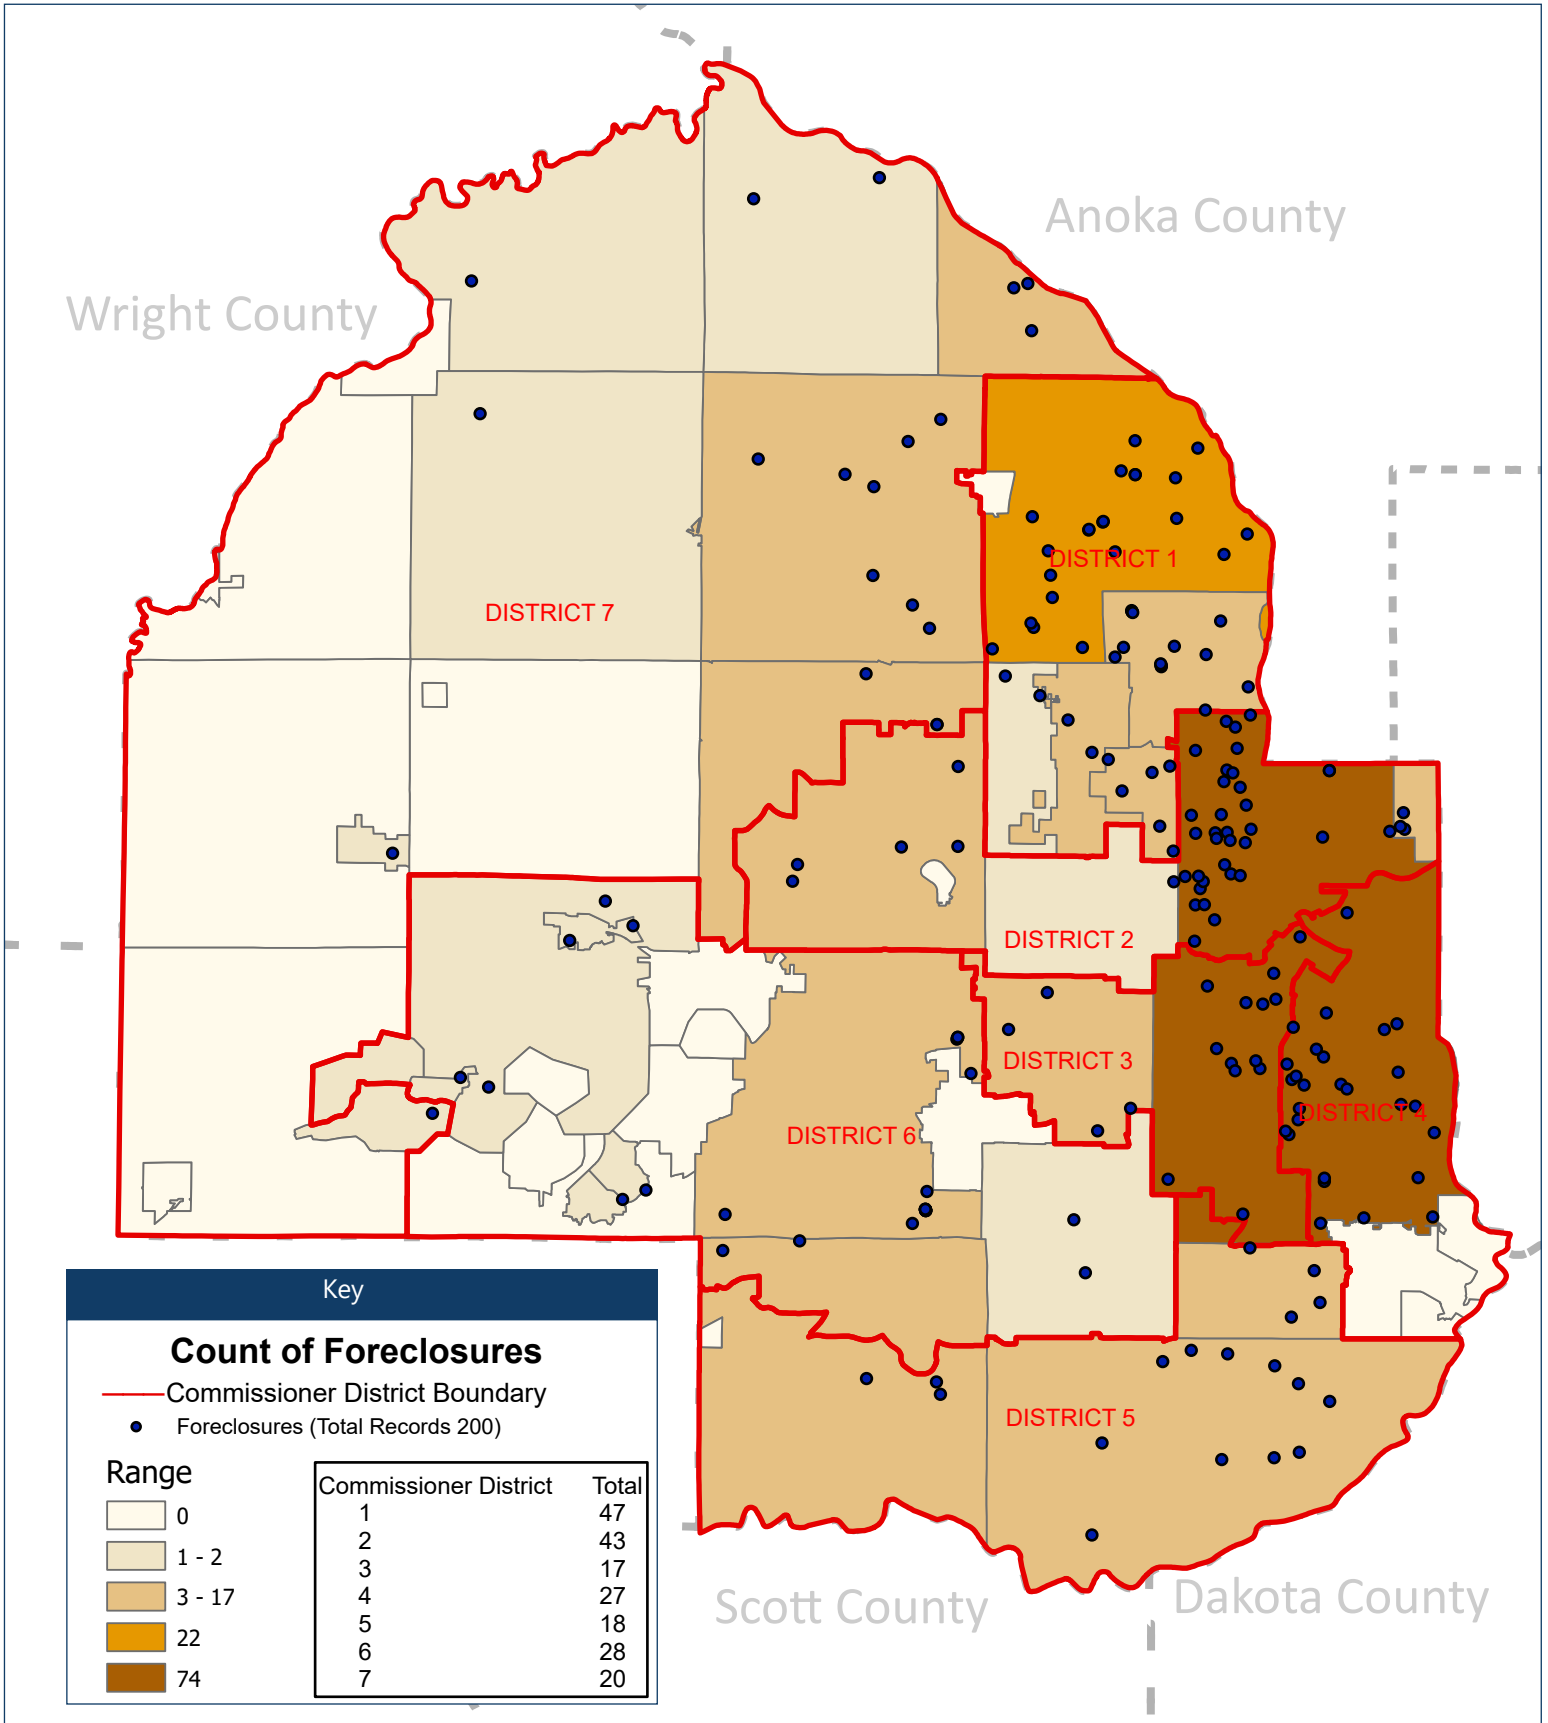 Anoka County
Wright County
DISTRICT 1
DISTRICT 7
DISTRICT 2
DISTRICT 3
DISTRICT 4
DISTRICT 6
DISTRICT 5
Scott County
Dakota County
Key
Count of Foreclosures
Commissioner District Boundary
Foreclosures (Total Records 200)
Range
0
1 - 2
3 - 17
22
74
Commissioner District Total
1 47
2 43
3 17
4 27
5 18
6 28
7 20